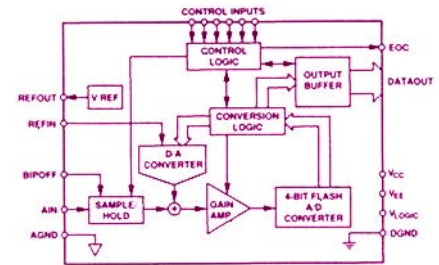 CONTROL INPUTS
CONTROL
LOGIC
EOC
OUTPUT
BUFFER
DATAOUT
REFOUT
V REF
CONVERSION
LOGIC
REFIN
D-A
CONVERTER
BIPOFF
VCC
VEE
AIN
SAMPLE/
HOLD
+
GAIN
AMP
4-BIT FLASH
A/D
CONVERTER
VLOGIC
AGND
DGND